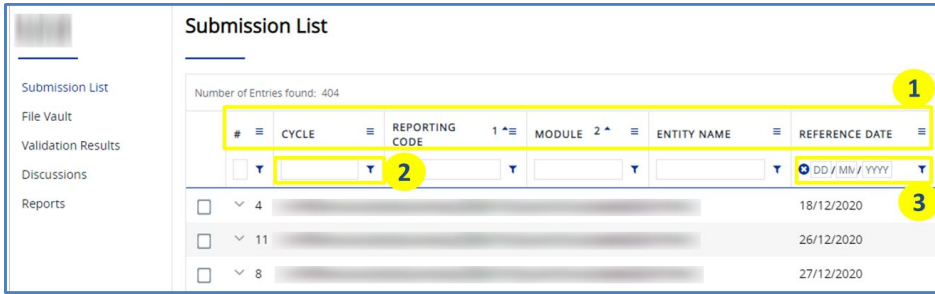 Submission List
Submission List
File Vault
Validation Results
Discussions
Reports
Number of Entries found: 404
1
# CYCLE REPORTING CODE 1 MODULE 2 ENTITY NAME REFERENCE DATE
2
DD / MM / YYYY
3
4 18/12/2020
11 26/12/2020
8 27/12/2020